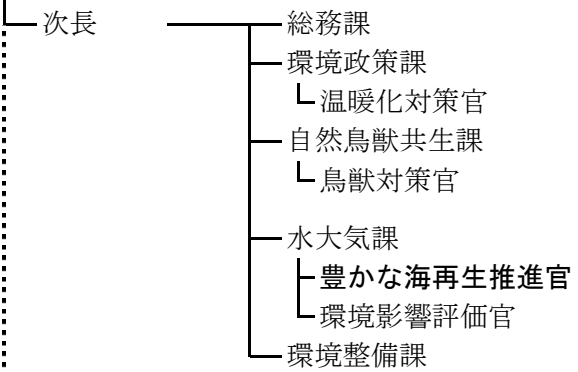 次長
総務課
環境政策課
温暖化対策官
自然鳥獣共生課
鳥獣対策官
水大気課
豊かな海再生推進官
環境影響評価官
環境整備課